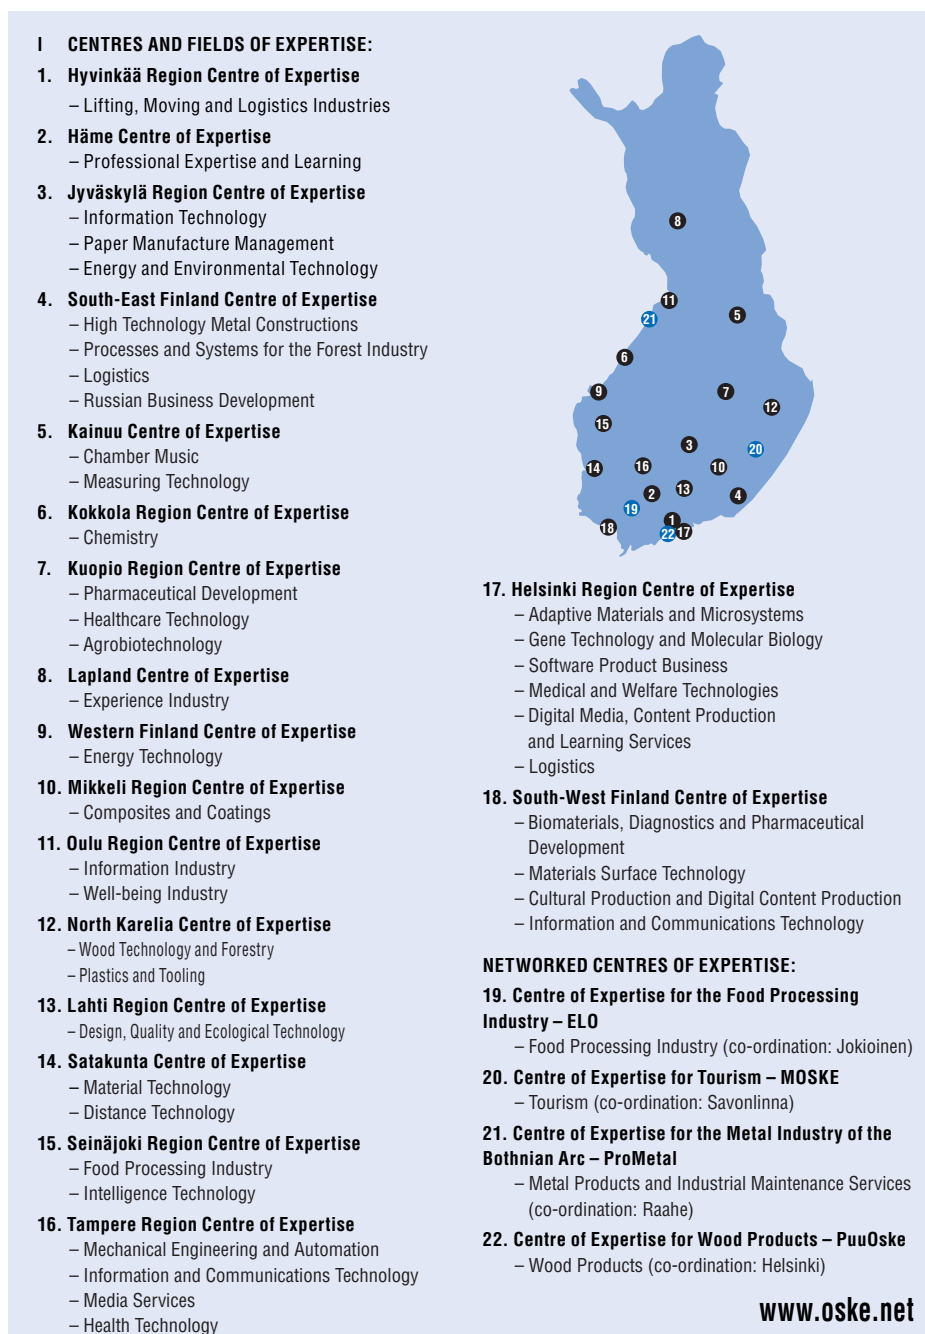 I CENTRES AND FIELDS OF EXPERTISE:
1. Hyvinkää Region Centre of Expertise
– Lifting, Moving and Logistics Industries
2. Häme Centre of Expertise
– Professional Expertise and Learning
3. Jyväskylä Region Centre of Expertise
– Information Technology
– Paper Manufacture Management
– Energy and Environmental Technology
4. South-East Finland Centre of Expertise
– High Technology Metal Constructions
– Processes and Systems for the Forest Industry
– Logistics
– Russian Business Development
5. Kainuu Centre of Expertise
– Chamber Music
– Measuring Technology
6. Kokkola Region Centre of Expertise
– Chemistry
7. Kuopio Region Centre of Expertise
– Pharmaceutical Development
– Healthcare Technology
– Agrobiotechnology
8. Lapland Centre of Expertise
– Experience Industry
9. Western Finland Centre of Expertise
– Energy Technology
10. Mikkeli Region Centre of Expertise
– Composites and Coatings
11. Oulu Region Centre of Expertise
– Information Industry
– Well-being Industry
12. North Karelia Centre of Expertise
– Wood Technology and Forestry
– Plastics and Tooling
13. Lahti Region Centre of Expertise
– Design, Quality and Ecological Technology
14. Satakunta Centre of Expertise
– Material Technology
– Distance Technology
15. Seinäjoki Region Centre of Expertise
– Food Processing Industry
– Intelligence Technology
16. Tampere Region Centre of Expertise
– Mechanical Engineering and Automation
– Information and Communications Technology
– Media Services
– Health Technology
8
11
21
5
6
9
7
12
15
3
20
14
16
10
2
13
4
19
18
1
22
17
17. Helsinki Region Centre of Expertise
– Adaptive Materials and Microsystems
– Gene Technology and Molecular Biology
– Software Product Business
– Medical and Welfare Technologies
– Digital Media, Content Production
and Learning Services
– Logistics
18. South-West Finland Centre of Expertise
– Biomaterials, Diagnostics and Pharmaceutical
Development
– Materials Surface Technology
– Cultural Production and Digital Content Production
– Information and Communications Technology
NETWORKED CENTRES OF EXPERTISE:
19. Centre of Expertise for the Food Processing
Industry – ELO
– Food Processing Industry (co-ordination: Jokioinen)
20. Centre of Expertise for Tourism – MOSKE
– Tourism (co-ordination: Savonlinna)
21. Centre of Expertise for the Metal Industry of the
Bothnian Arc – ProMetal
– Metal Products and Industrial Maintenance Services
(co-ordination: Raahe)
22. Centre of Expertise for Wood Products – PuuOske
– Wood Products (co-ordination: Helsinki)
www.oske.net